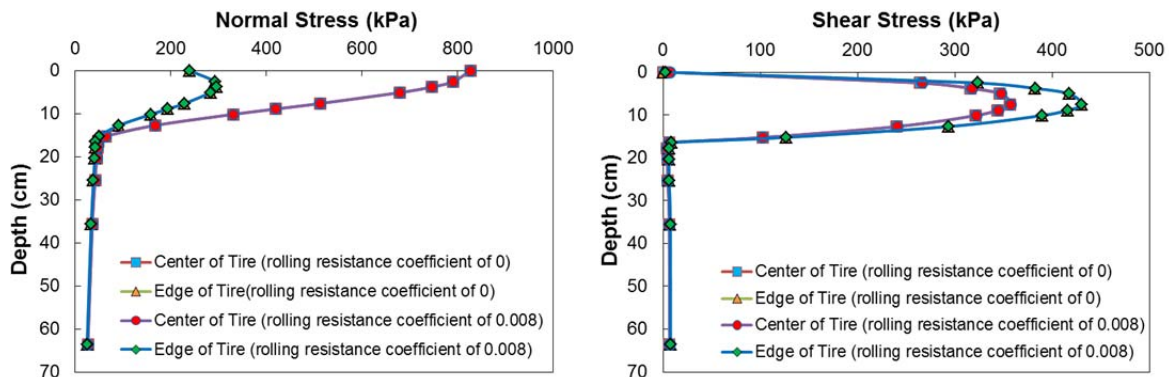 Normal Stress (kPa)
0 200 400 600 800 1000
0
10
20
30
40
50
60
70
Depth (cm)
Center of Tire (rolling resistance coefficient of 0)
Edge of Tire(rolling resistance coefficient of 0)
Center of Tire (rolling resistance coefficient of 0.008)
Edge of Tire (rolling resistance coefficient of 0.008)
Shear Stress (kPa)
0 100 200 300 400 500
0
10
20
30
40
50
60
70
Depth (cm)
Center of Tire (rolling resistance coefficient of 0)
Edge of Tire (rolling resistance coefficient of 0)
Center of Tire (rolling resistance coefficient of 0.008)
Edge of Tire (rolling resistance coefficient of 0.008)